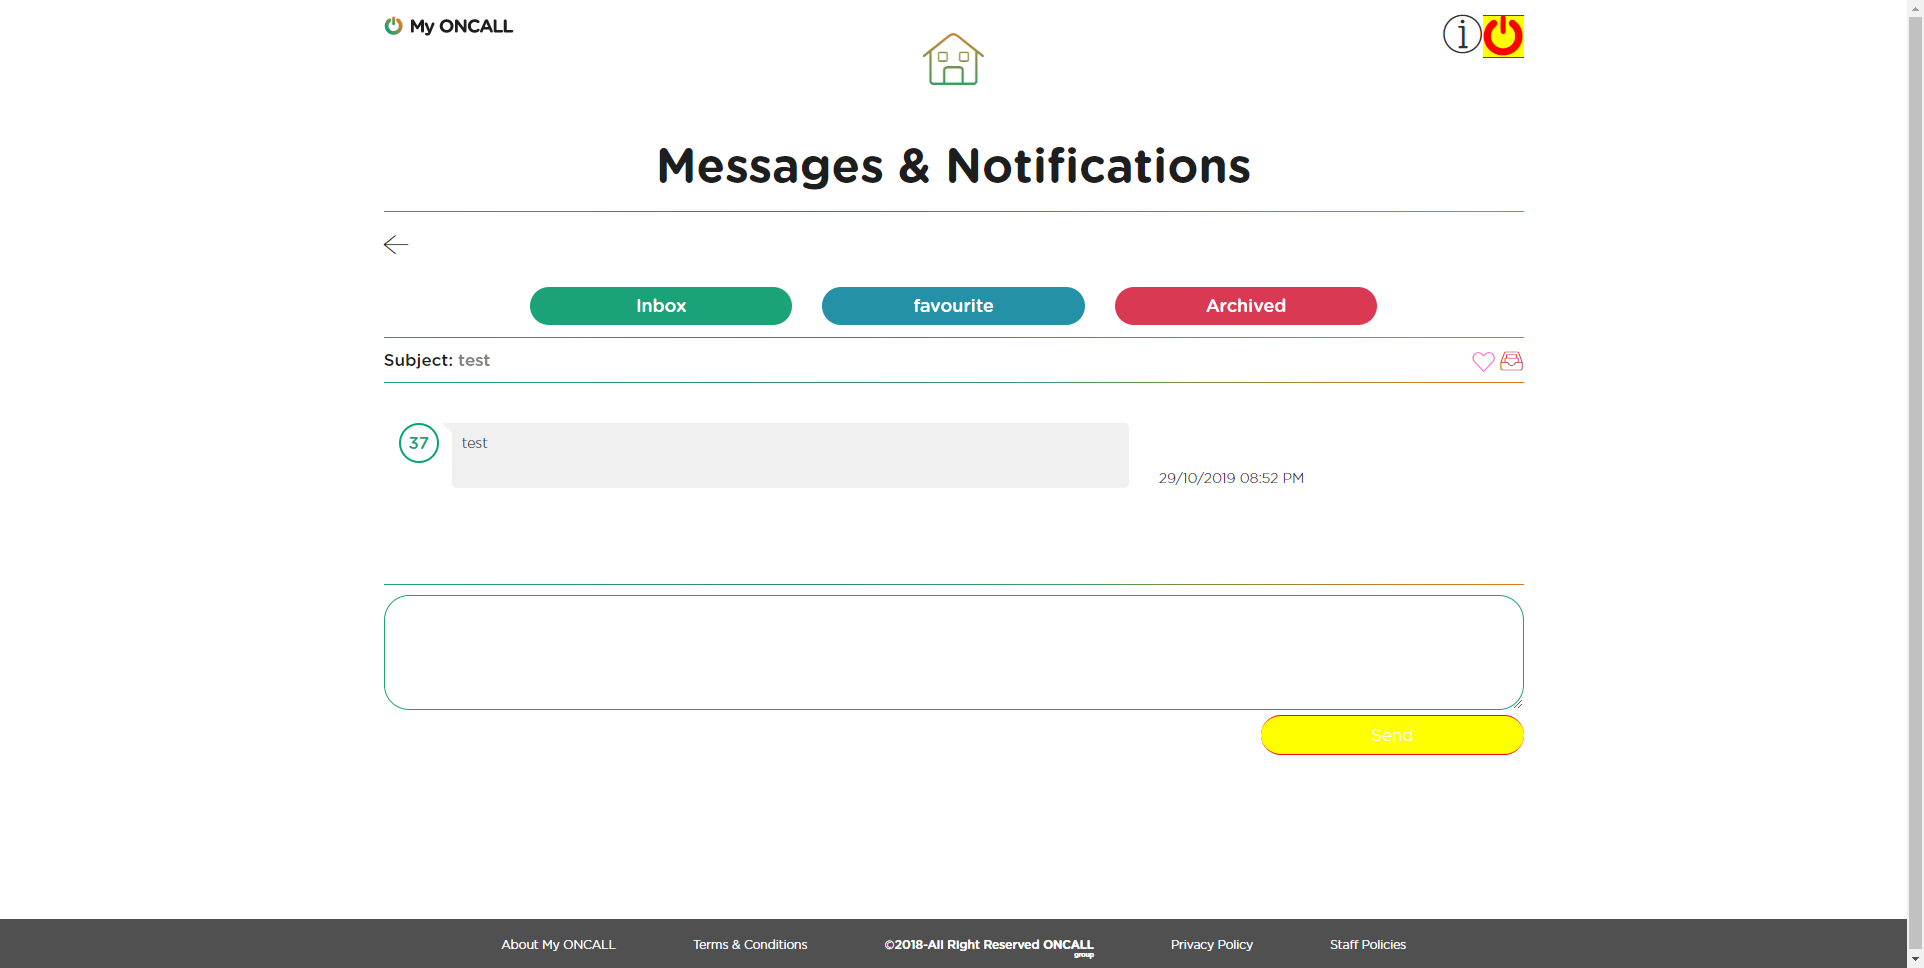 My ONCALL
Messages & Notifications
Inbox
favourite
Archived
Subject: test
37
test
29/10/2019 08:52 PM
Send
About My ONCALL
Terms & Conditions
©2018-All Right Reserved ONCALL
group
Privacy Policy
Staff Policies